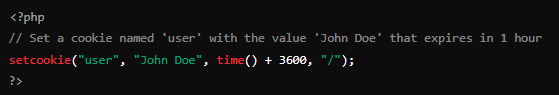 <?php
// Set a cookie named 'user' with the value 'John Doe' that expires in 1 hour
setcookie("user", "John Doe", time() + 3600, "/");
?>